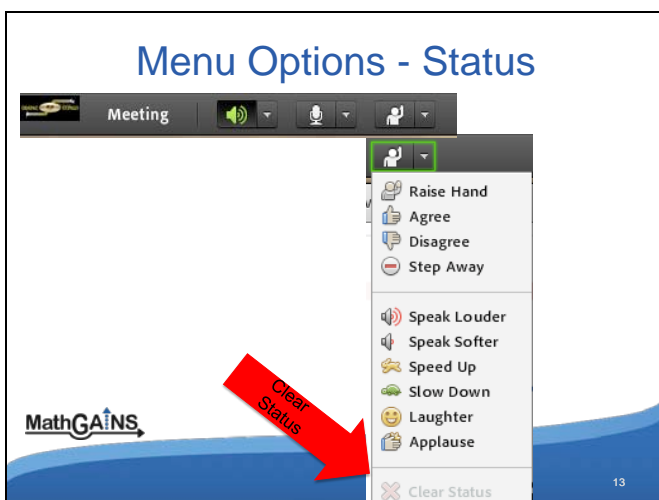 Menu Options - Status
Meeting
Raise Hand
Agree
Disagree
Step Away
Speak Louder
Speak Softer
Speed Up
Slow Down
Laughter
Applause
Clear Status
Clear
Status
MathGAINS
13